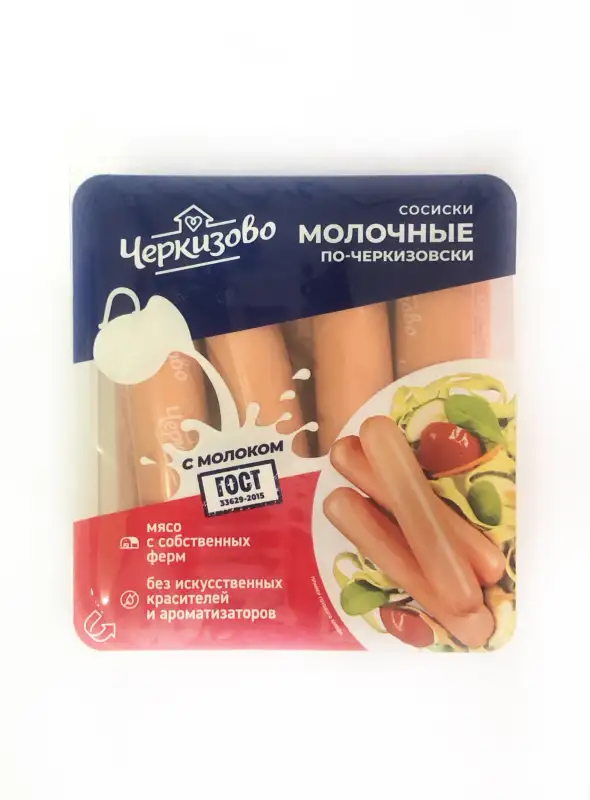 Черкизово
СОСИСКИ
МОЛОЧНЫЕ
ПО-ЧЕРКИЗОВСКИ
С МОЛОКОМ
ГОСТ
33629-2015
мясо
с собственных
ферм
без искусственных
красителей
и ароматизаторов